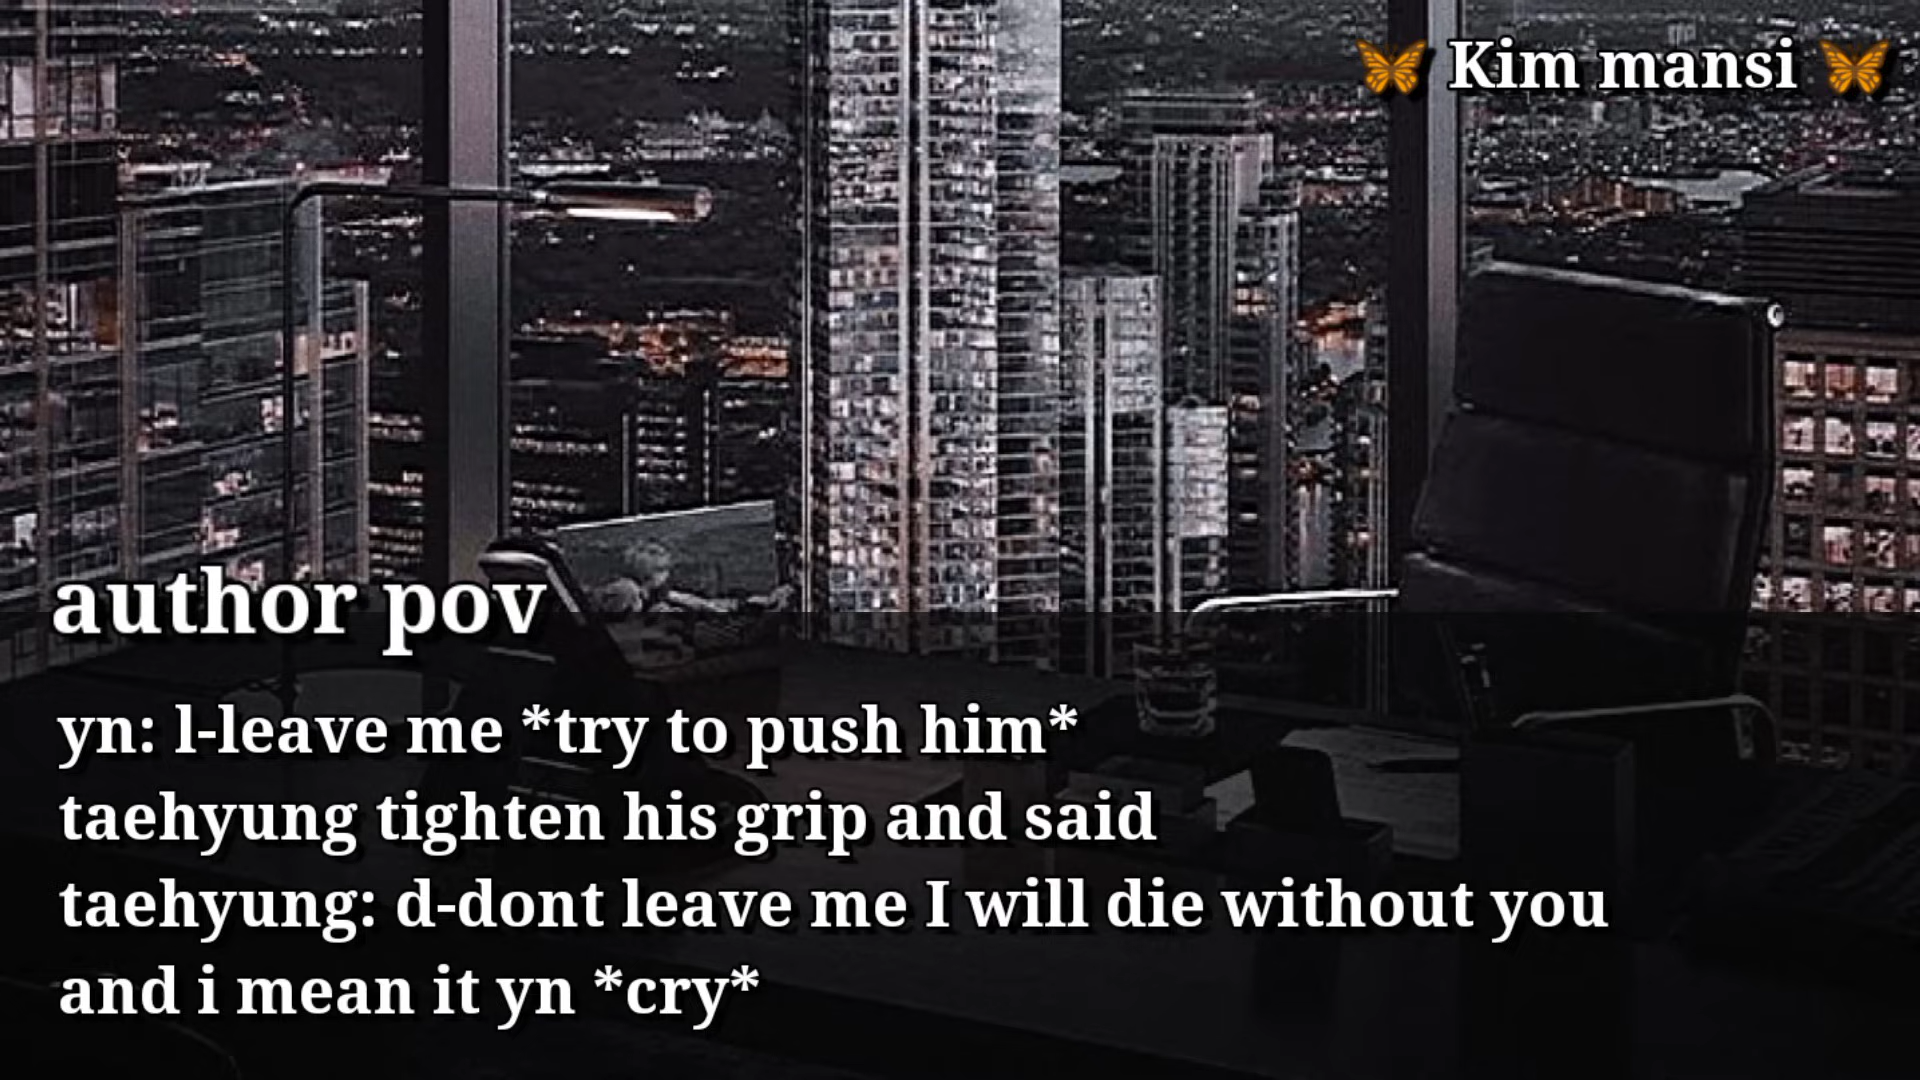 🦋 Kim mansi 🦋
author pov
yn: l-leave me *try to push him*
taehyung tighten his grip and said
taehyung: d-dont leave me I will die without you
and i mean it yn *cry*